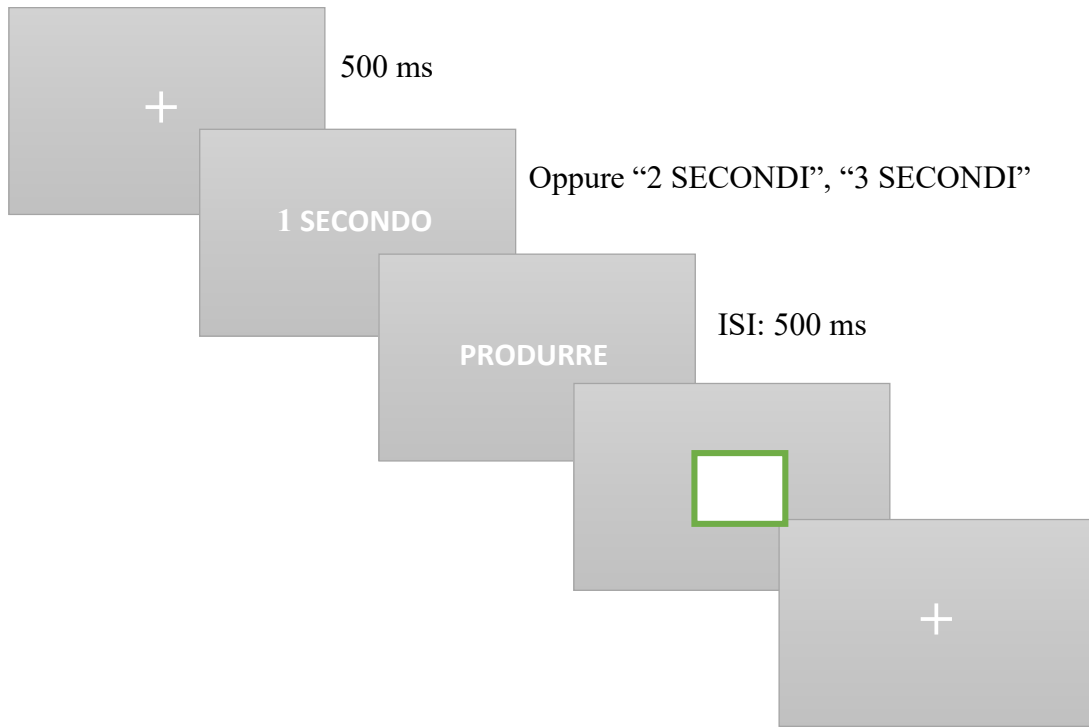 500 ms
1 SECONDO
Oppure “2 SECONDI”, “3 SECONDI”
PRODURRE
ISI: 500 ms